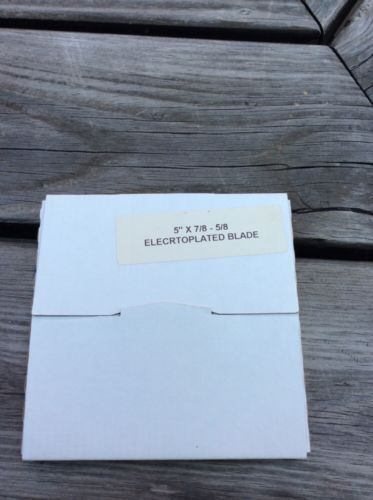 5" X 7/8 - 5/8
ELECRTOPLATED BLADE